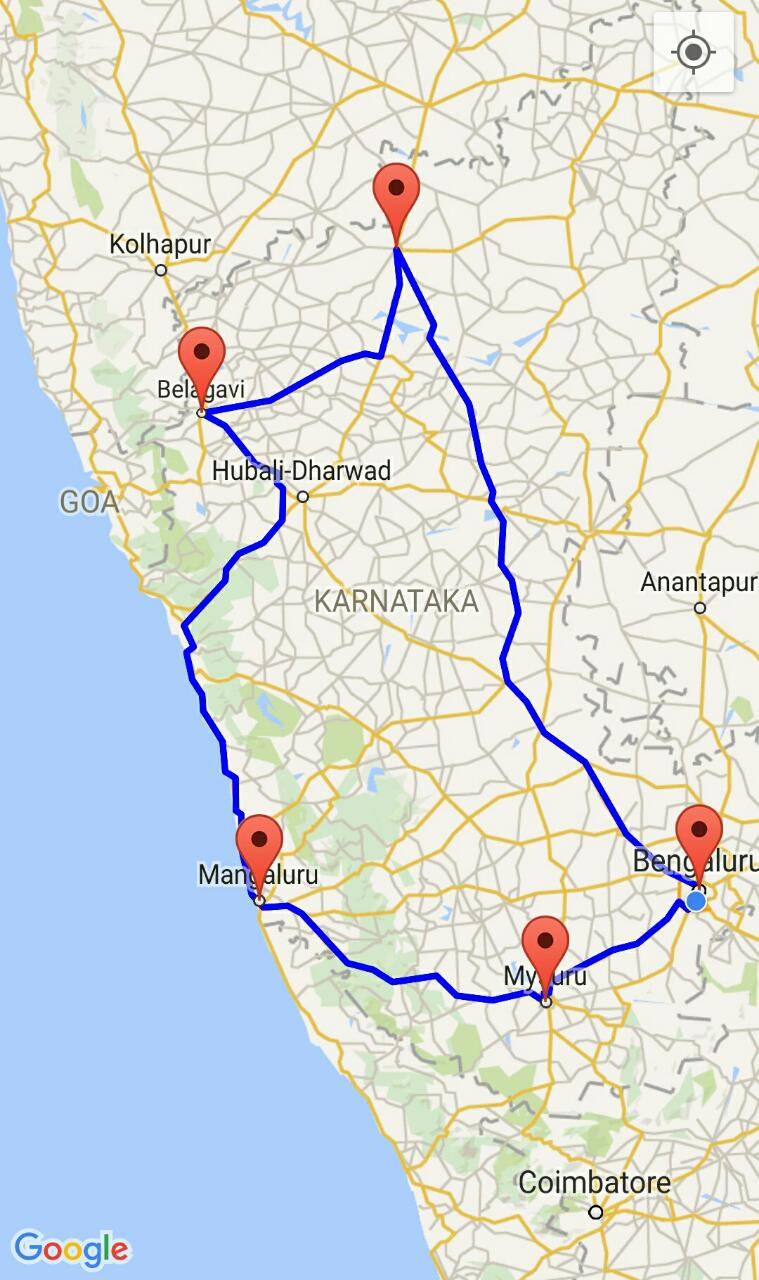 Kolhapur
Belagavi
Hubali-Dharwad
GOA
Anantapur
KARNATAKA
Bengaluru
Mangaluru
Mysuru
Coimbatore
Google